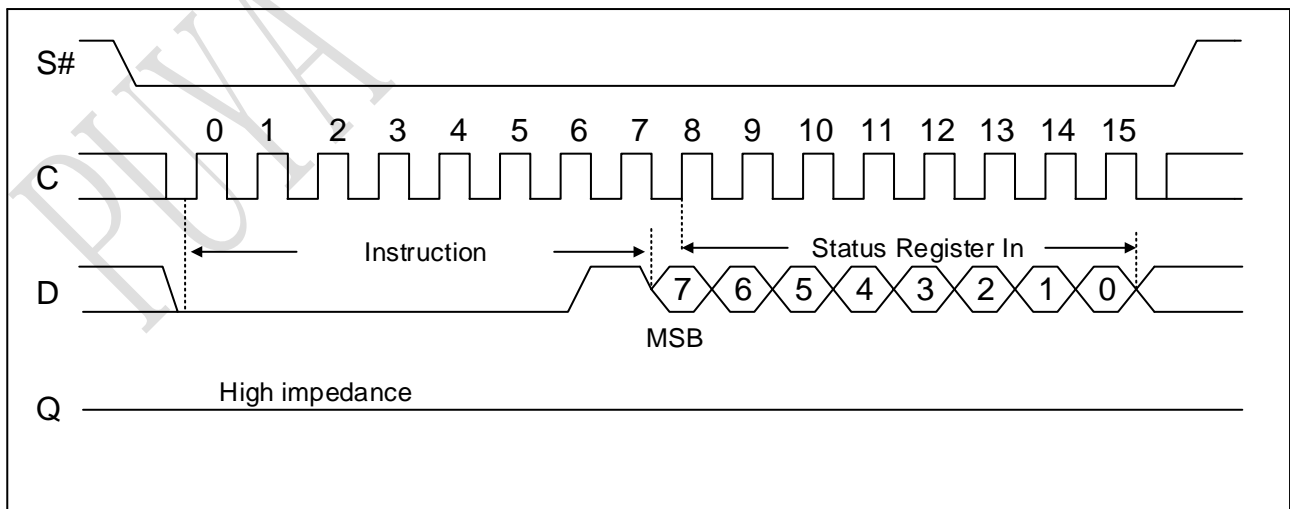 PUYA
S#
0 1 2 3 4 5 6 7 8 9 10 11 12 13 14 15
C
Instruction
Status Register In
D
7 6 5 4 3 2 1 0
MSB
High impedance
Q